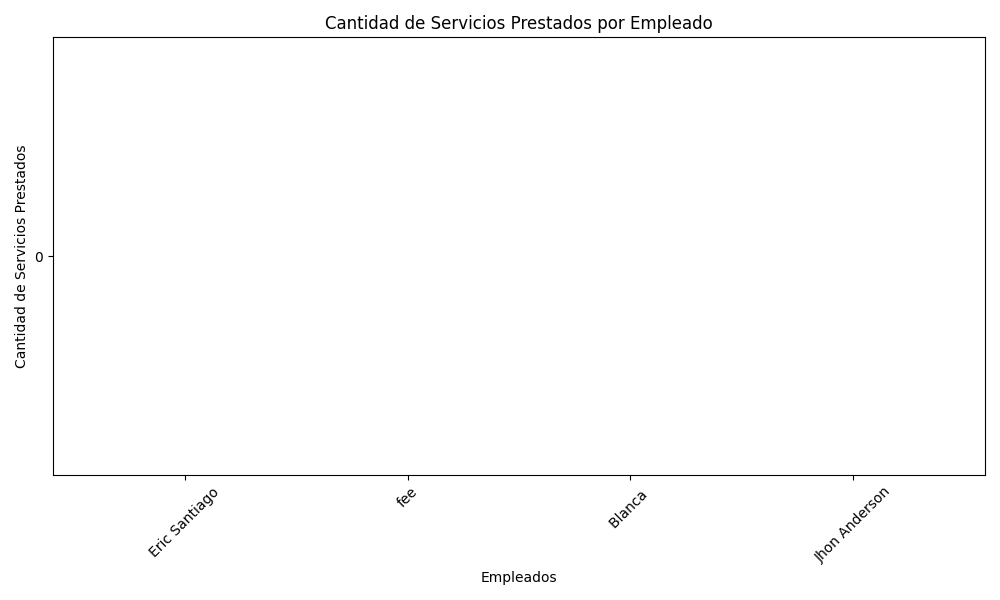 Cantidad de Servicios Prestados por Empleado
Cantidad de Servicios Prestados
0
Eric Santiago
fee
Blanca
Jhon Anderson
Empleados